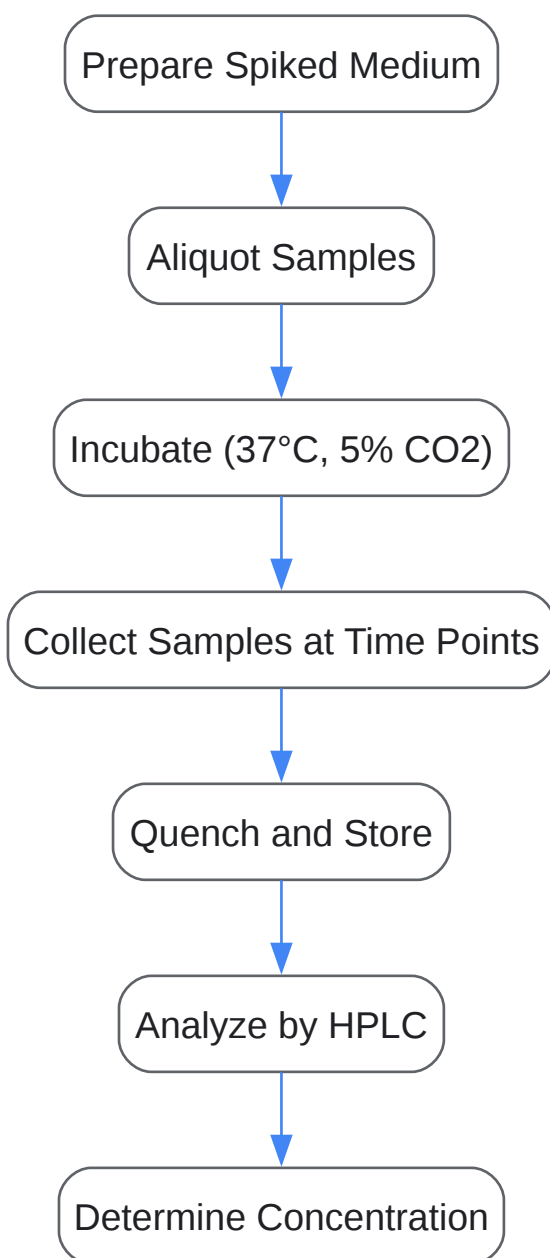 Prepare Spiked Medium
Aliquot Samples
Incubate (37°C, 5% CO2)
Collect Samples at Time Points
Quench and Store
Analyze by HPLC
Determine Concentration